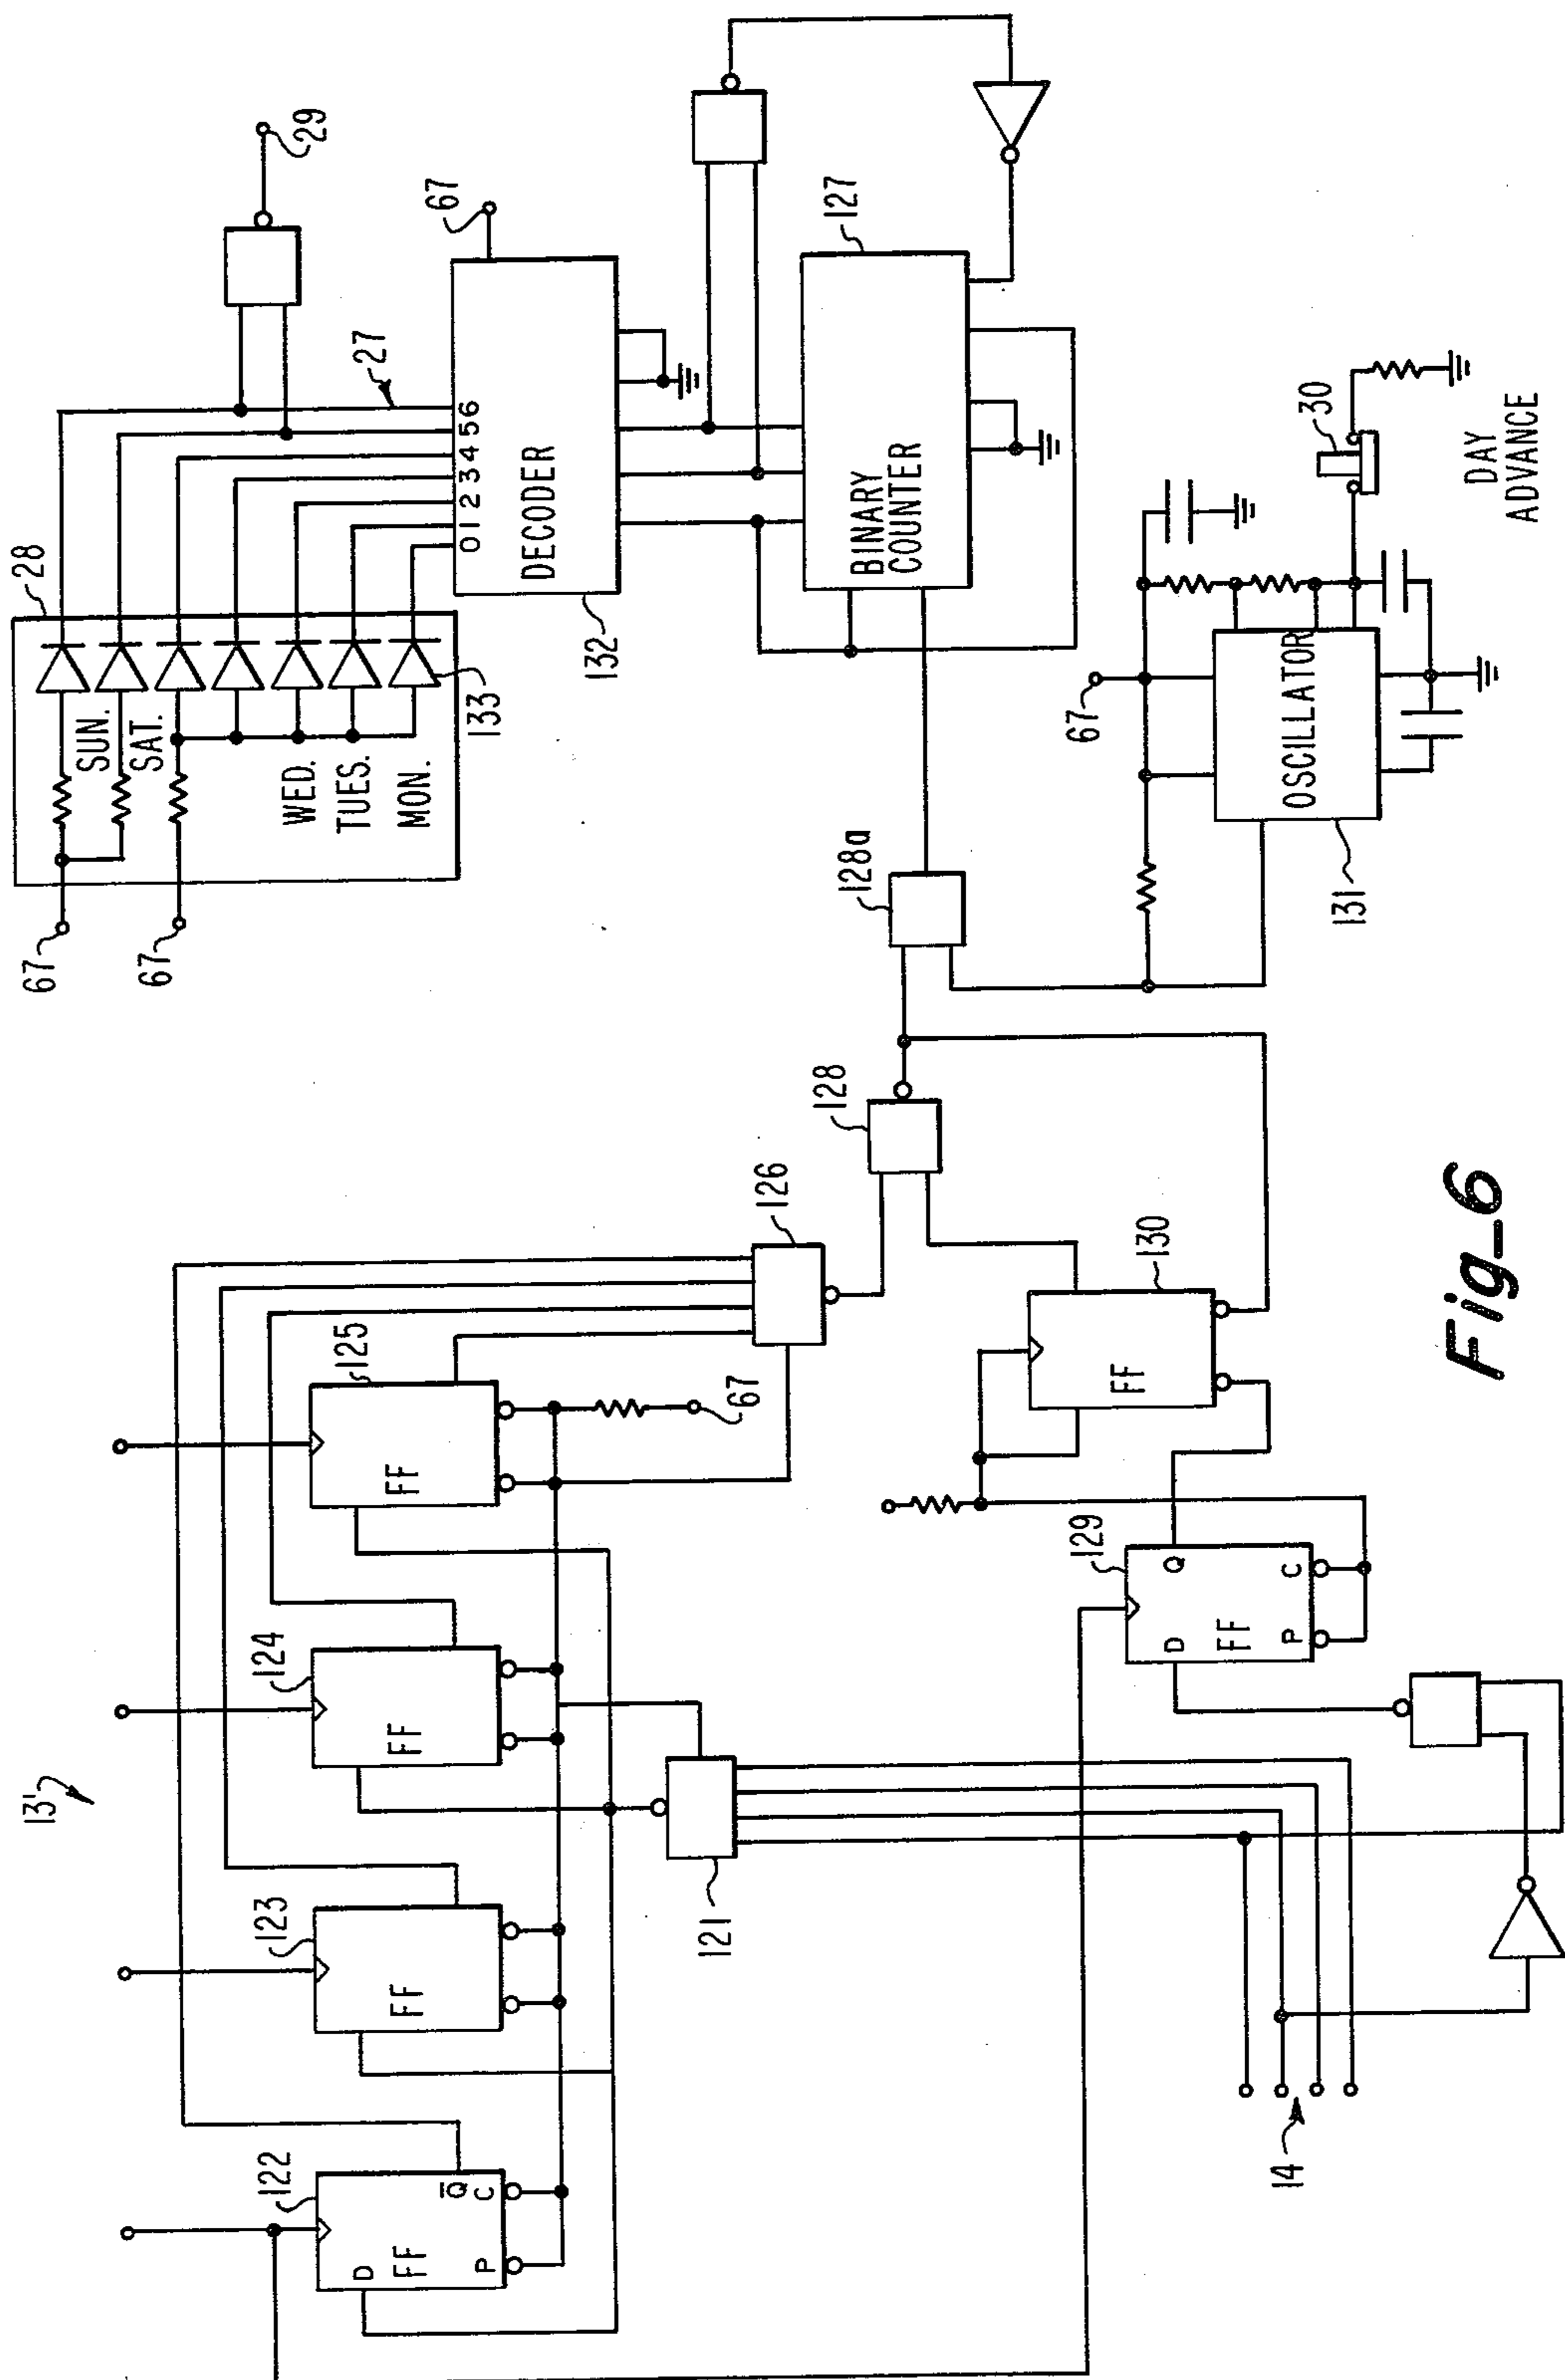 13'
122
D
FF
Q̅
P
C
123
FF
124
FF
125
FF
67
126
121
14
129
D
Q
FF
P
C
130
FF
128
128a
67
67
28
SUN.
SAT.
WED.
TUES.
MON.
133
27
0 1 2 3 4 5 6
DECODER
132
29
67
BINARY
COUNTER
127
67
OSCILLATOR
131
30
DAY
ADVANCE
Fig_6